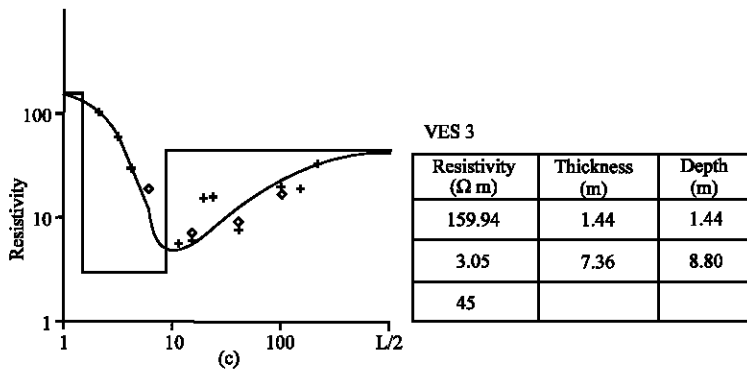 Resistivity
100
10
1
1
10
100
L/2
(c)
VES 3
Resistivity (Ω m) Thickness (m) Depth (m)
159.94 1.44 1.44
3.05 7.36 8.80
45